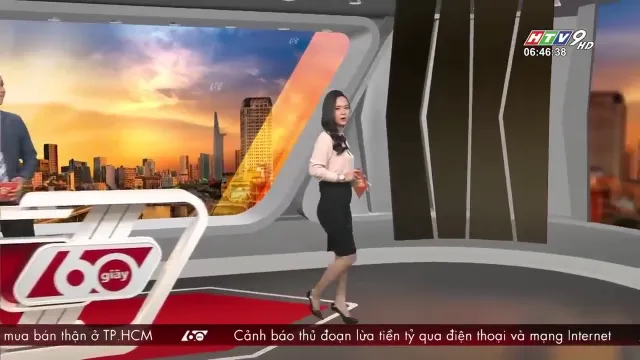 HTV9 HD
06:46:38
60 giây
mua bán thận ở TP.HCM 60 Cảnh báo thủ đoạn lừa tiền tỷ qua điện thoại và mạng Internet